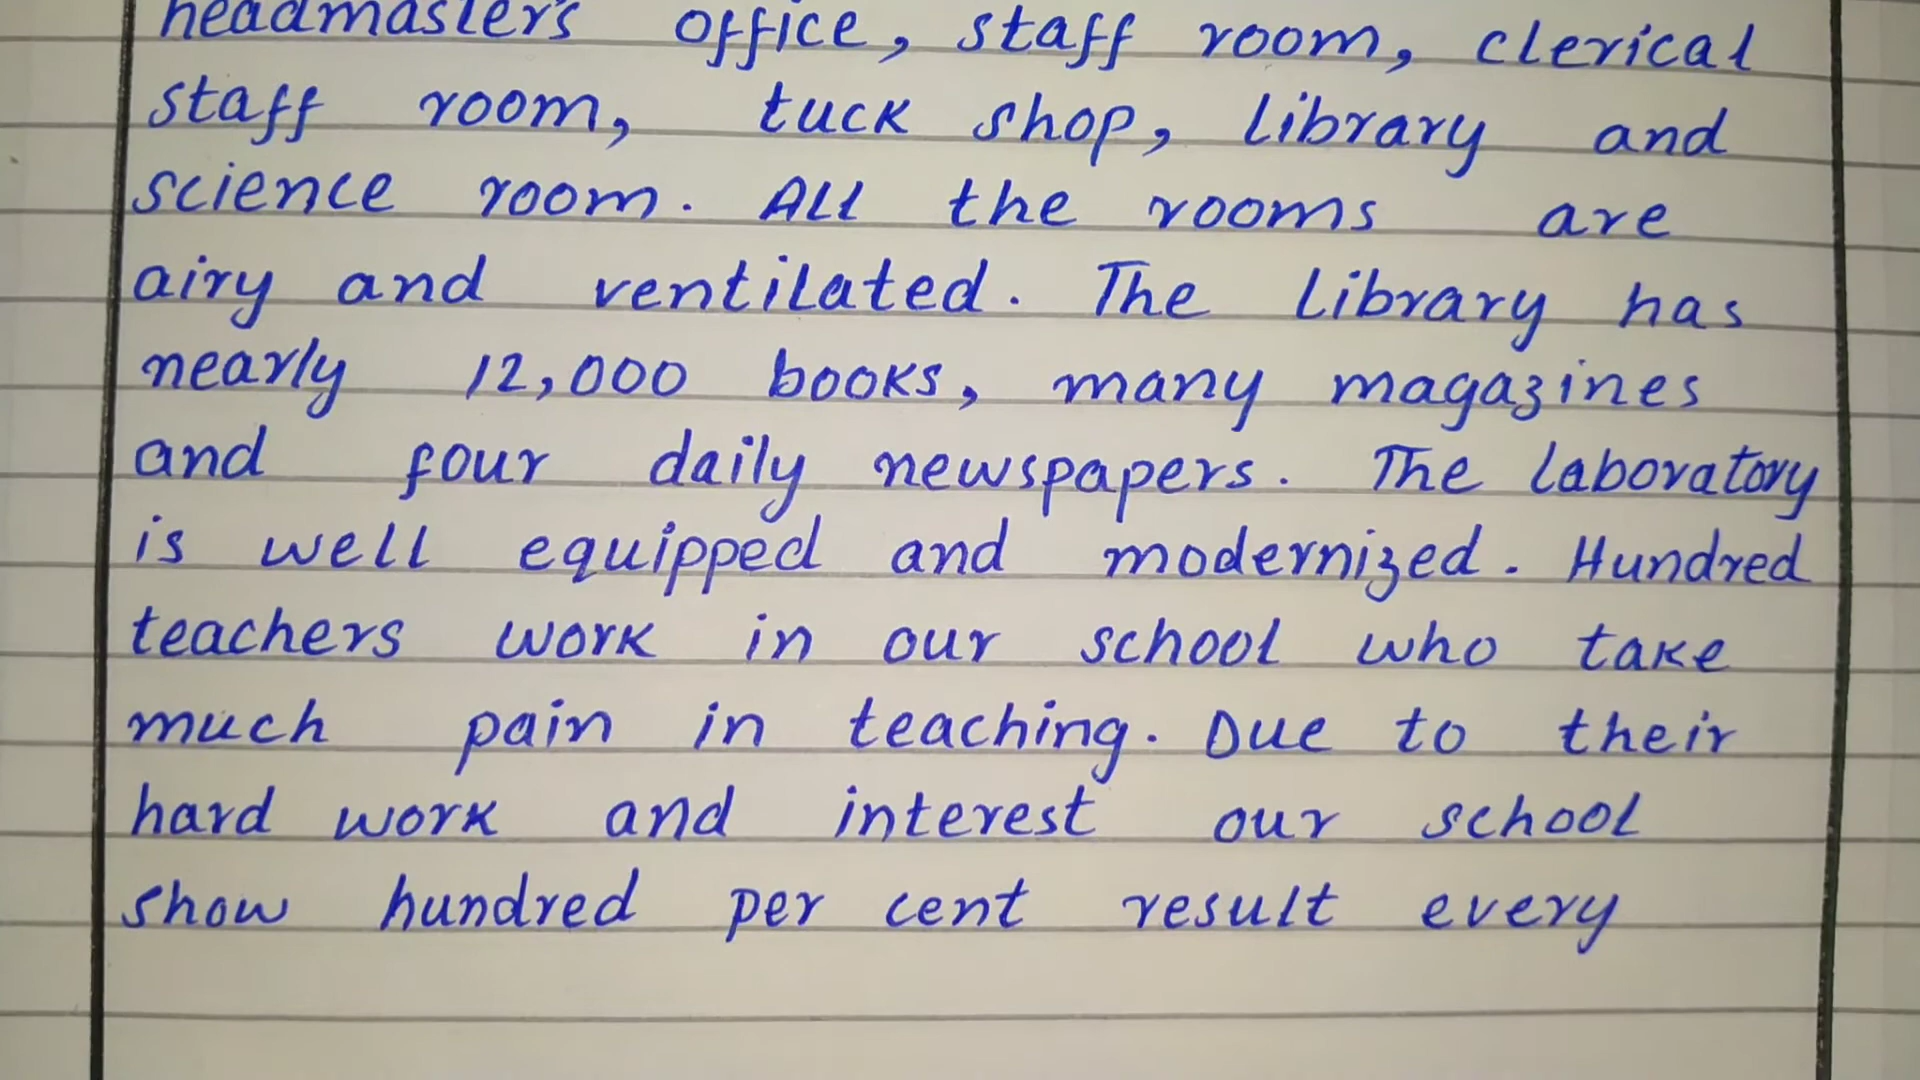 headmaster's office, staff room, clerical
staff room, tuck shop, library and
science room. All the rooms are
airy and ventilated. The library has
nearly 12,000 books, many magazines
and four daily newspapers. The laboratory
is well equipped and modernized. Hundred
teachers work in our school who take
much pain in teaching. Due to their
hard work and interest our school
show hundred per cent result every